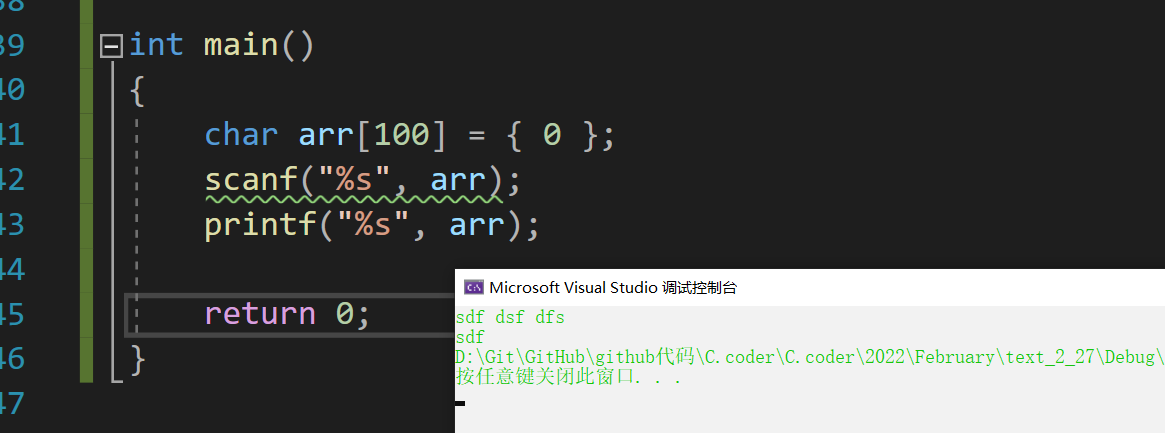 38
39 int main()
40 {
41 char arr[100] = { 0 };
42 scanf("%s", arr);
43 printf("%s", arr);
44
45 return 0;
46 }
47
Microsoft Visual Studio 调试控制台
sdf dsf dfs
sdf
D:\Git\GitHub\github代码\C.coder\C.coder\2022\February\text_2_27\Debug\
按任意键关闭此窗口. . .